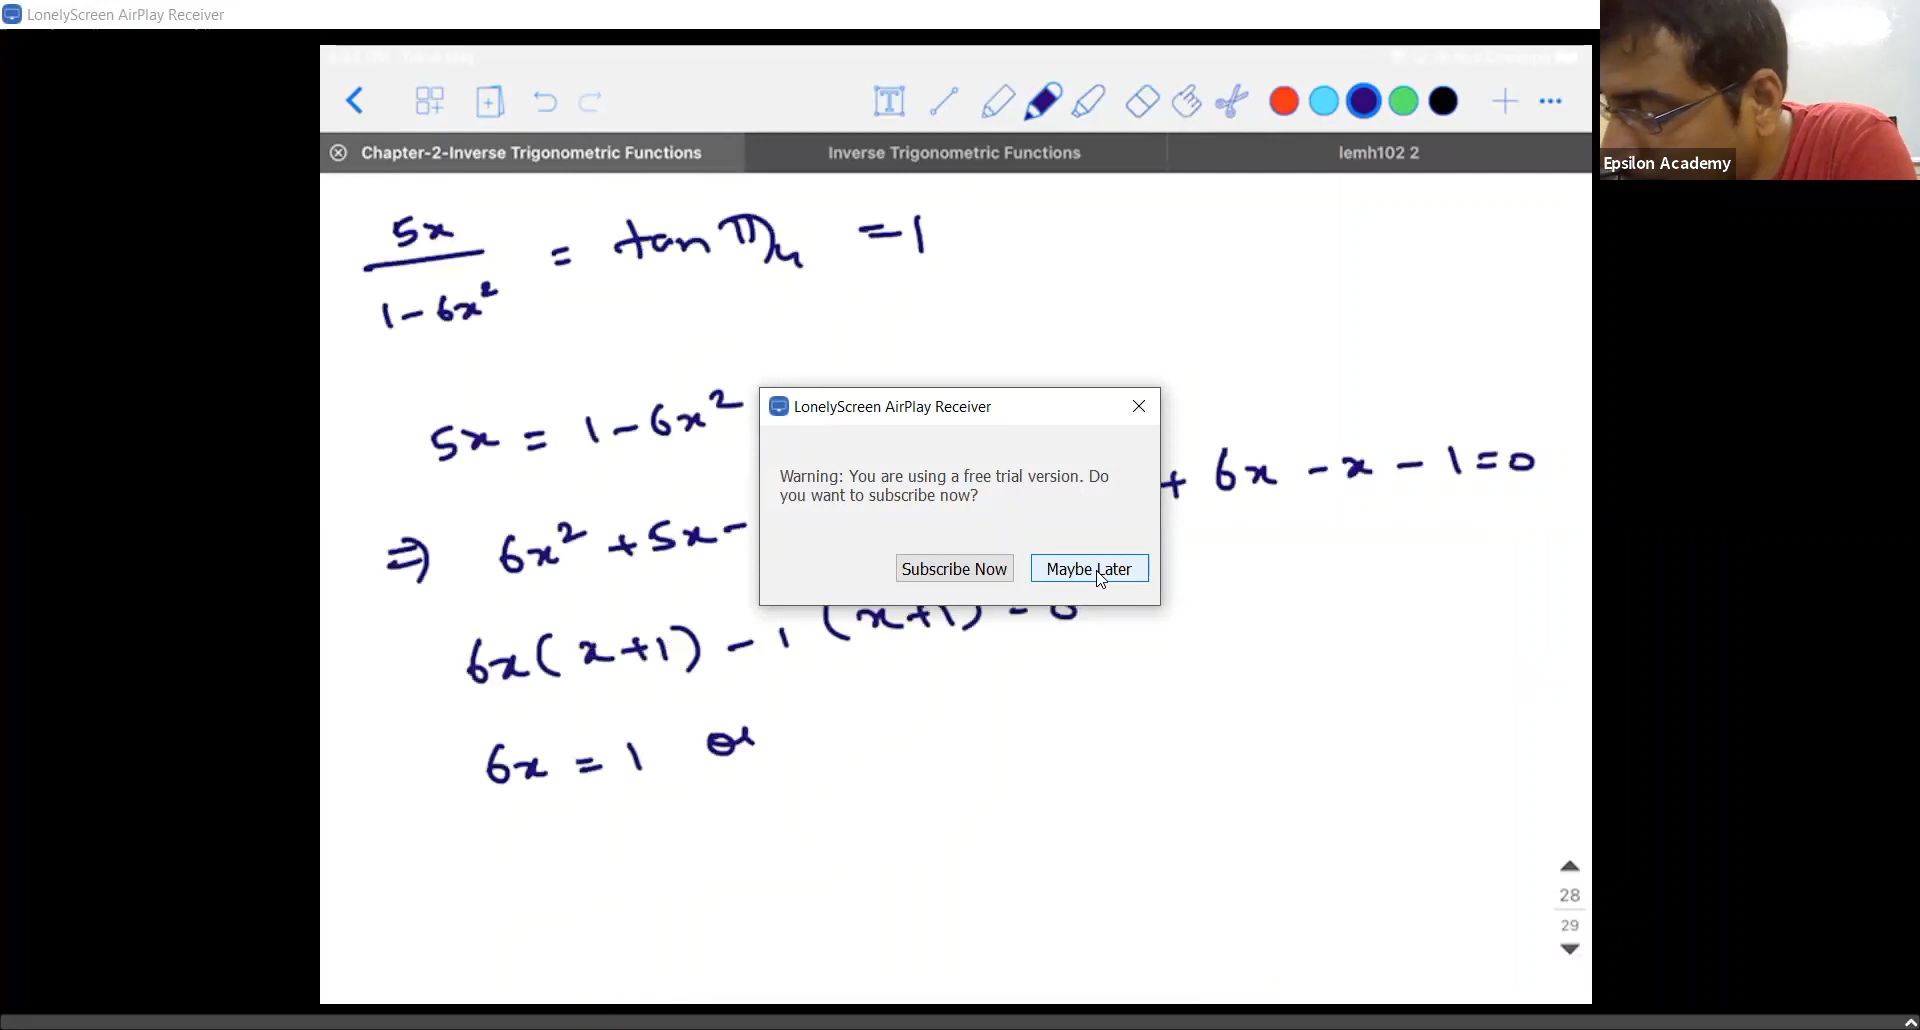 LonelyScreen AirPlay Receiver
T
Chapter-2-Inverse Trigonometric Functions
Inverse Trigonometric Functions
lemh102 2
Epsilon Academy
5x / 1-6x² = tan π/4 = 1
5x = 1-6x²
+ 6x - x - 1 = 0
⇒ 6x² + 5x -
6x(x+1) - 1 (x+1) = 0
6x = 1 or
LonelyScreen AirPlay Receiver
Warning: You are using a free trial version. Do
you want to subscribe now?
Subscribe Now
Maybe Later
28
29